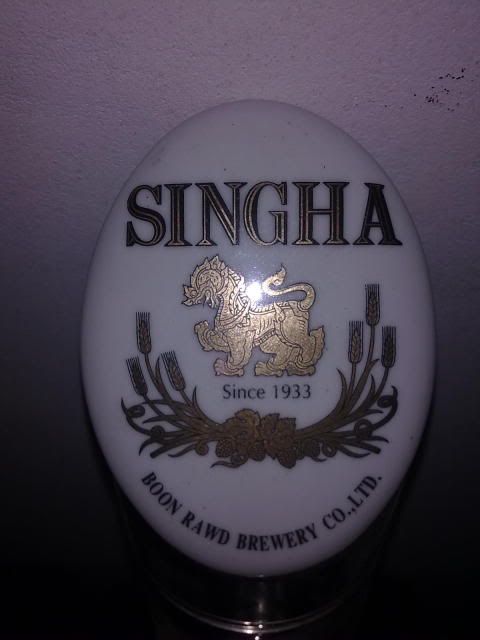 SINGHA
Since 1933
BOON RAWD BREWERY CO.,LTD.